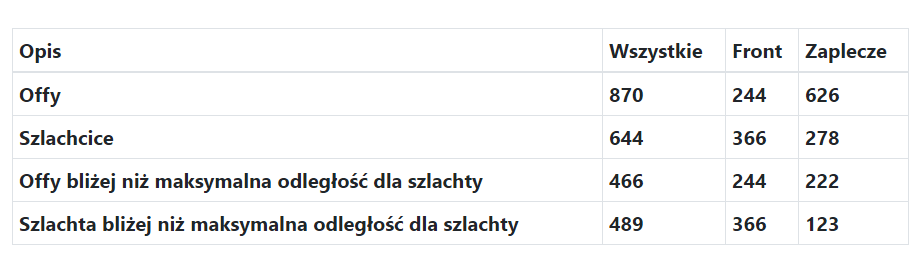 Opis Wszystkie Front Zaplecze
Offy 870 244 626
Szlachcice 644 366 278
Offy bliżej niż maksymalna odległość dla szlachty 466 244 222
Szlachta bliżej niż maksymalna odległość dla szlachty 489 366 123